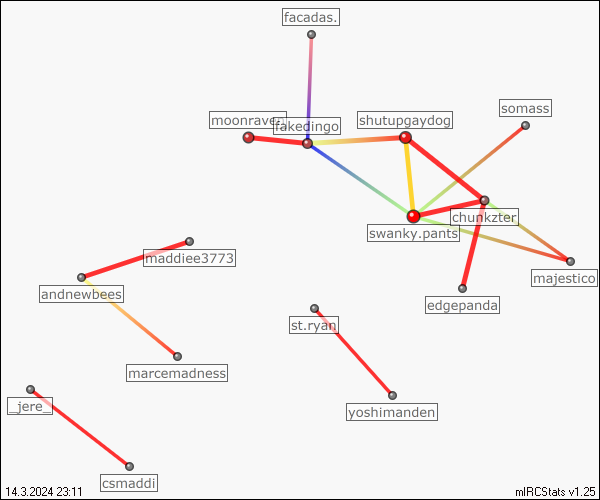 facadas.
somass
shutupgaydog
fakedingo
chunkzter
swanky.pants
maddiee3773
majestico
andnewbees
edgepanda
st.ryan
marcemadness
_jere_
yoshimanden
csmaddi
14.3.2024 23:11
mIRCStats v1.25